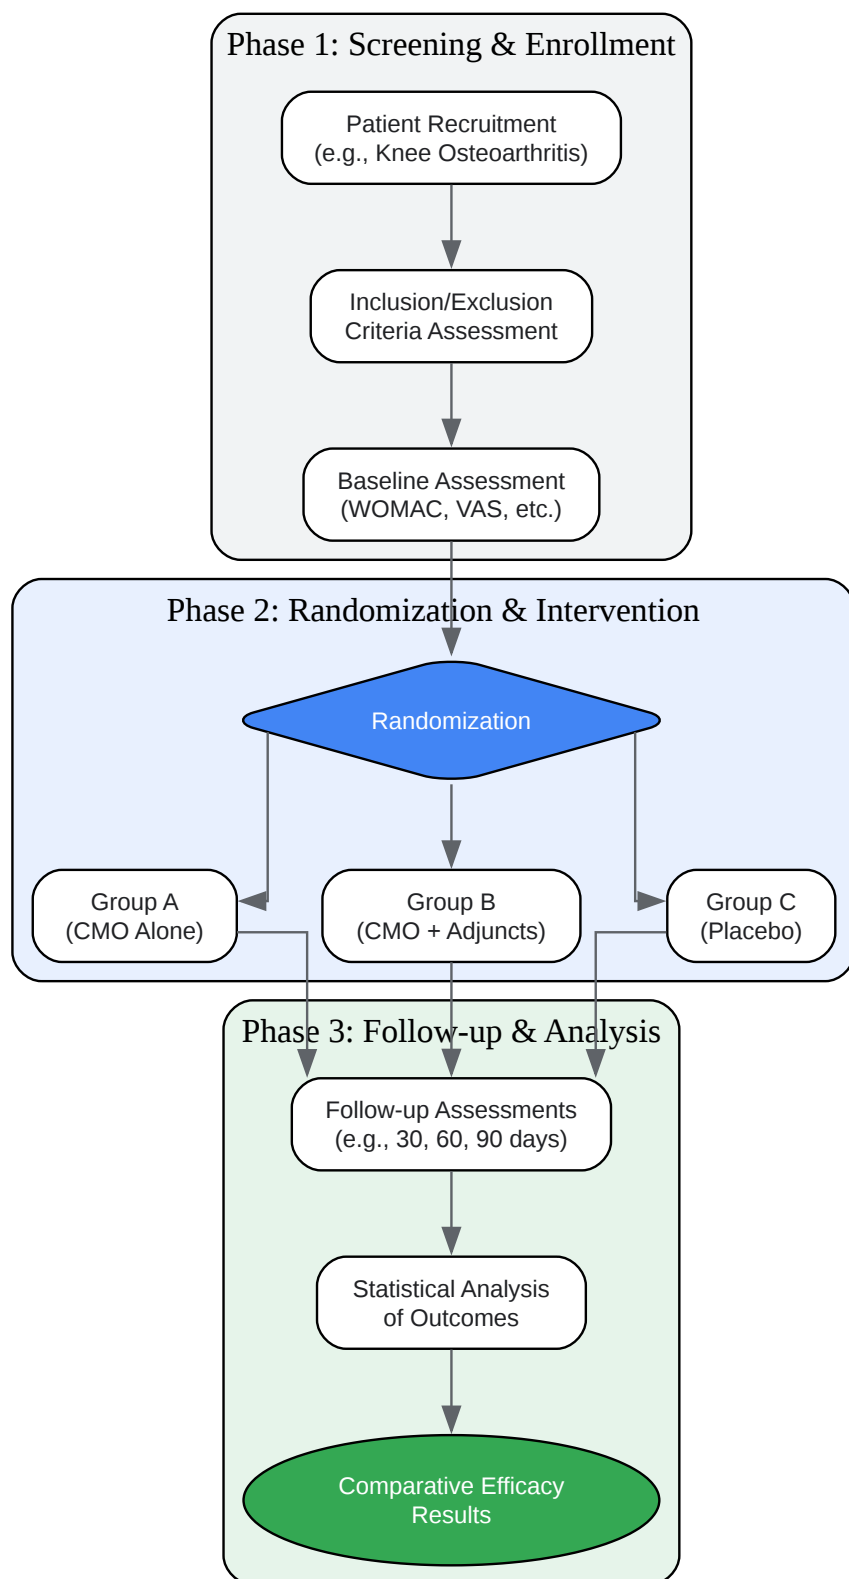 Phase 1: Screening & Enrollment
Patient Recruitment
(e.g., Knee Osteoarthritis)
Inclusion/Exclusion
Criteria Assessment
Baseline Assessment
(WOMAC, VAS, etc.)
Phase 2: Randomization & Intervention
Randomization
Group A
(CMO Alone)
Group B
(CMO + Adjuncts)
Group C
(Placebo)
Phase 3: Follow-up & Analysis
Follow-up Assessments
(e.g., 30, 60, 90 days)
Statistical Analysis
of Outcomes
Comparative Efficacy
Results